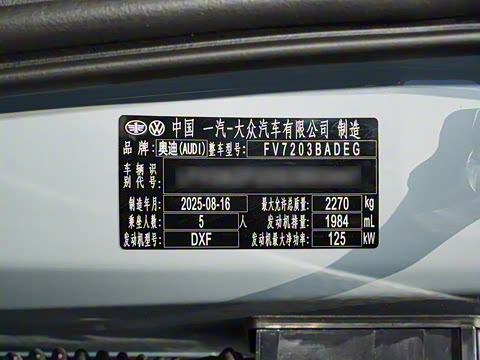 中国 一汽-大众汽车有限公司 制造
品牌 奥迪(AUDI) 整车型号 FV7203BADEG
车辆识别代号
制造年月 2025-08-16 最大允许总质量 2270 kg
乘坐人数 5 人 发动机排量 1984 mL
发动机型号 DXF 发动机最大净功率 125 kW